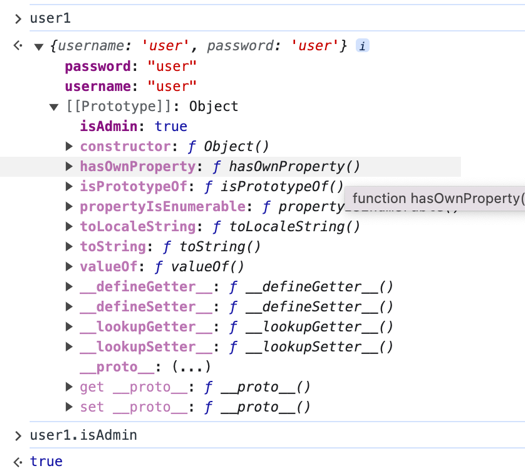 user1
{username: 'user', password: 'user'} i
password: "user"
username: "user"
[[Prototype]]: Object
isAdmin: true
constructor: ƒ Object()
hasOwnProperty: ƒ hasOwnProperty()
isPrototypeOf: ƒ isPrototypeOf()
function hasOwnProperty(
propertyIsEnumerable: ƒ
toLocaleString: ƒ toLocaleString()
toString: ƒ toString()
valueOf: ƒ valueOf()
__defineGetter__: ƒ __defineGetter__()
__defineSetter__: ƒ __defineSetter__()
__lookupGetter__: ƒ __lookupGetter__()
__lookupSetter__: ƒ __lookupSetter__()
__proto__: (...)
get __proto__: ƒ __proto__()
set __proto__: ƒ __proto__()
user1.isAdmin
true